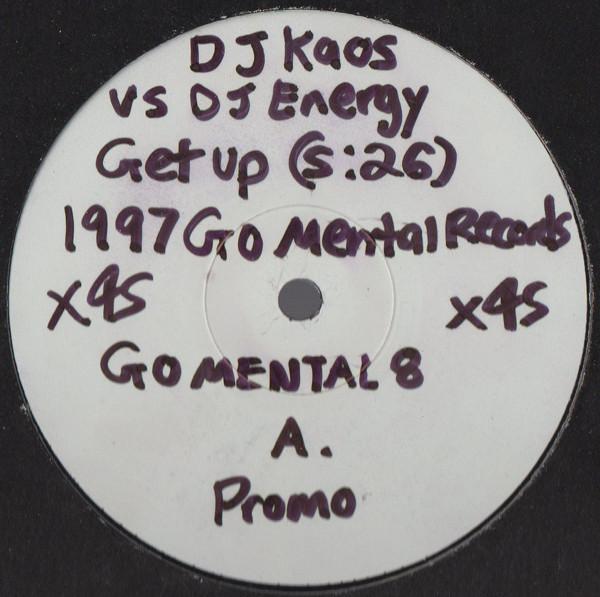 DJ Kaos
vs DJ Energy
Get up (5:26)
1997 Go Mental Records
x45 x45
GO MENTAL 8
A.
Promo